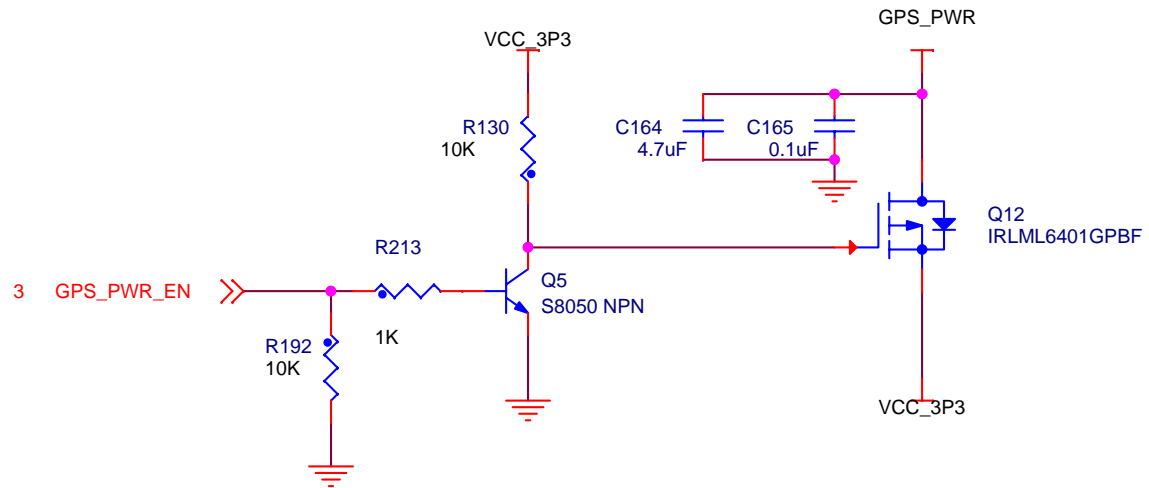 GPS_PWR
VCC_3P3
R130
10K
C164
4.7uF
C165
0.1uF
Q12
IRLML6401GPBF
R213
1K
Q5
S8050 NPN
3 GPS_PWR_EN
R192
10K
VCC_3P3